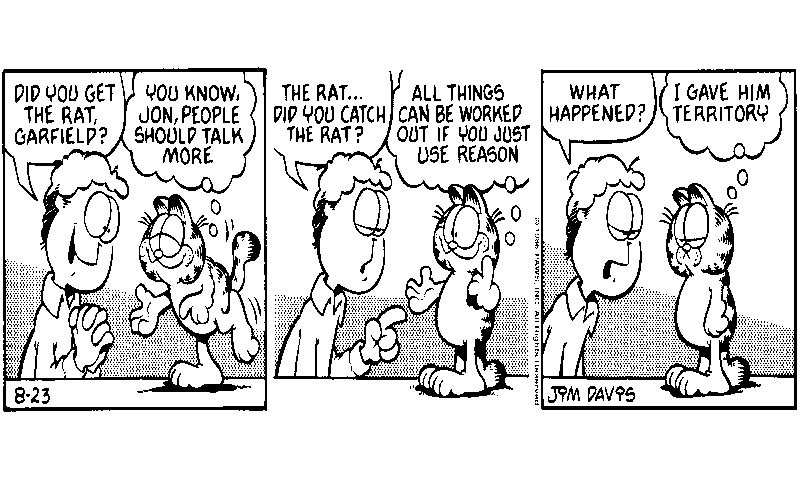 DID YOU GET
THE RAT,
GARFIELD?
YOU KNOW,
JON, PEOPLE
SHOULD TALK
MORE
8-23
THE RAT...
DID YOU CATCH
THE RAT?
ALL THINGS
CAN BE WORKED
OUT IF YOU JUST
USE REASON
WHAT
HAPPENED?
I GAVE HIM
TERRITORY
JIM DAVIS